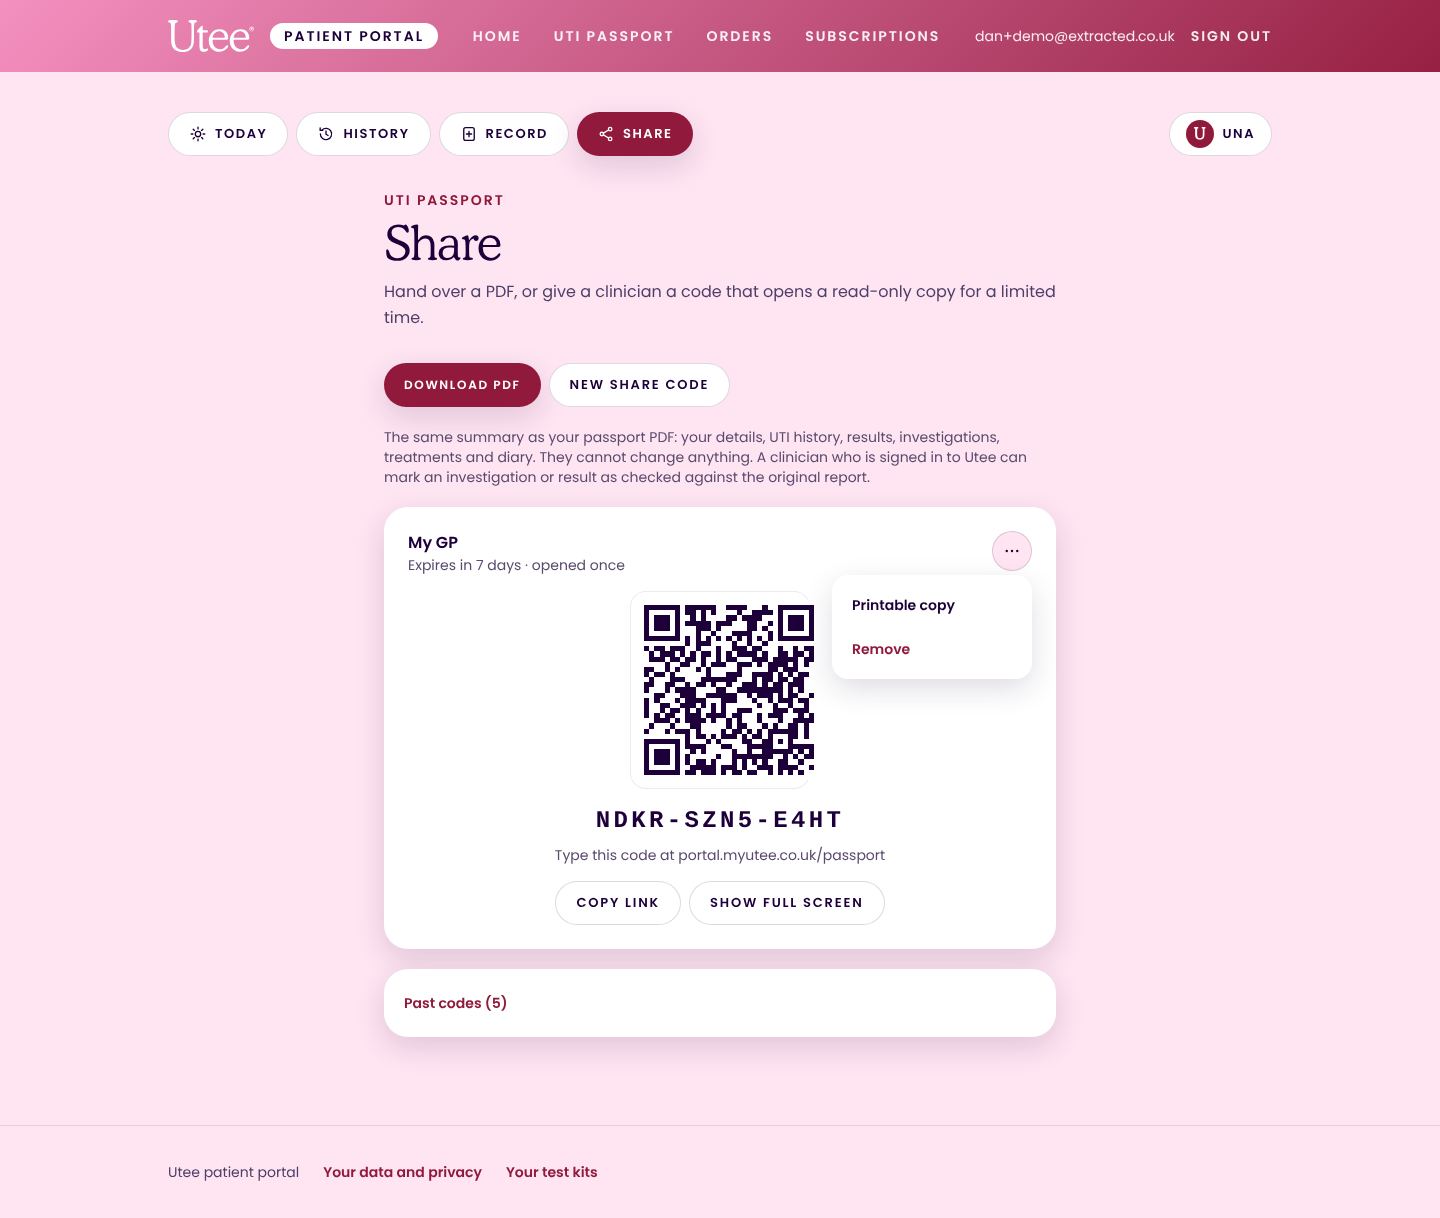 Utee®
PATIENT PORTAL
HOME
UTI PASSPORT
ORDERS
SUBSCRIPTIONS
dan+demo@extracted.co.uk
SIGN OUT
TODAY
HISTORY
RECORD
SHARE
U
UNA
UTI PASSPORT
Share
Hand over a PDF, or give a clinician a code that opens a read-only copy for a limited
time.
DOWNLOAD PDF
NEW SHARE CODE
The same summary as your passport PDF: your details, UTI history, results, investigations,
treatments and diary. They cannot change anything. A clinician who is signed in to Utee can
mark an investigation or result as checked against the original report.
My GP
Expires in 7 days · opened once
Printable copy
Remove
NDKR-SZN5-E4HT
Type this code at portal.myutee.co.uk/passport
COPY LINK
SHOW FULL SCREEN
Past codes (5)
Utee patient portal
Your data and privacy
Your test kits